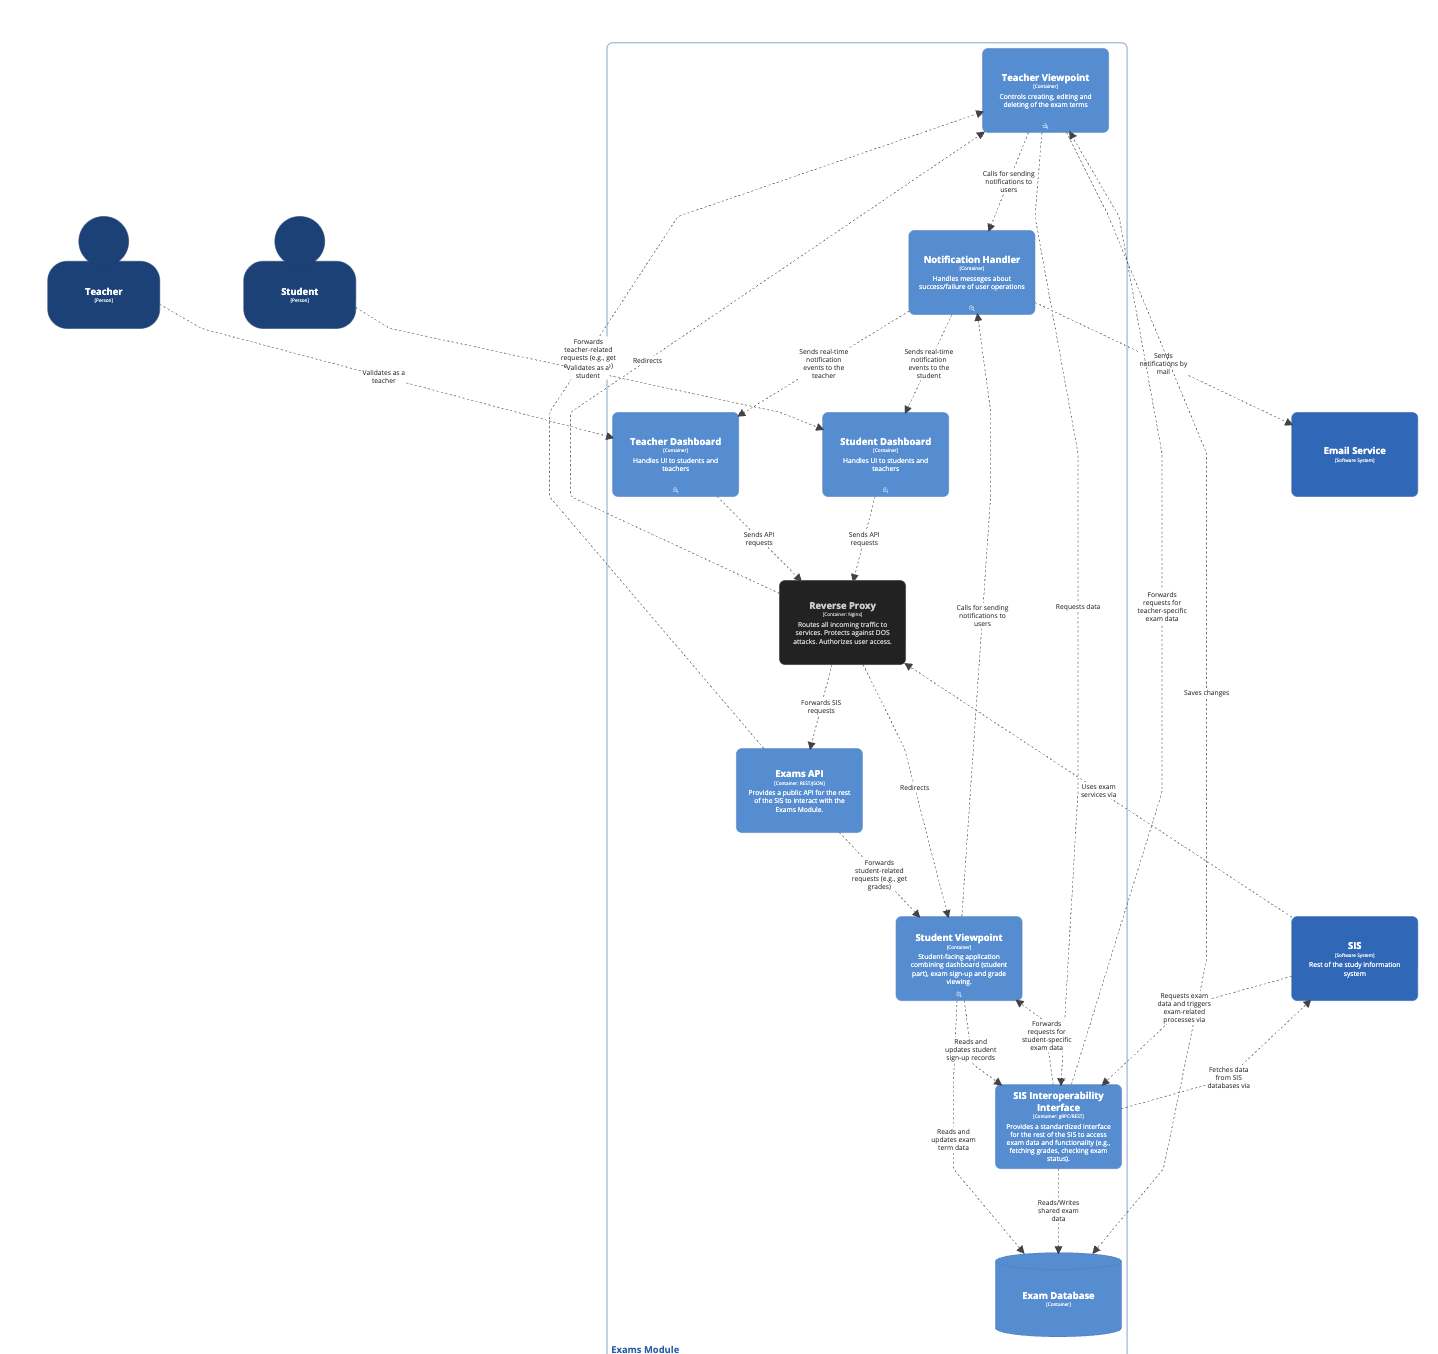 Teacher Viewpoint
[Container]
Controls creating, editing and
deleting of the exam terms
Calls for sending
notifications to
users
Notification Handler
[Container]
Handles messeges about
success/failure of user operations
Teacher
[Person]
Student
[Person]
Forwards
teacher-related
requests (e.g., get
Validates as a
student
Redirects
Validates as a
teacher
Sends real-time
notification
events to the
teacher
Sends real-time
notification
events to the
student
Sends
notifications by
mail
Teacher Dashboard
[Container]
Handles UI to students and
teachers
Student Dashboard
[Container]
Handles UI to students and
teachers
Email Service
[Software System]
Sends API
requests
Sends API
requests
Reverse Proxy
[Container: Nginx]
Routes all incoming traffic to
services. Protects against DOS
attacks. Authorizes user access.
Calls for sending
notifications to
users
Requests data
Forwards
requests for
teacher-specific
exam data
Saves changes
Forwards SIS
requests
Exams API
[Container: REST/JSON]
Provides a public API for the rest
of the SIS to interact with the
Exams Module.
Redirects
Uses exam
services via
Forwards
student-related
requests (e.g., get
grades)
Student Viewpoint
[Container]
Student-facing application
combining dashboard (student
part), exam sign-up and grade
viewing.
SIS
[Software System]
Rest of the study information
system
Requests exam
data and triggers
exam-related
processes via
Forwards
requests for
student-specific
exam data
Reads and
updates student
sign-up records
Fetches data
from SIS
databases via
SIS Interoperability
Interface
[Container: gRPC/REST]
Provides a standardized interface
for the rest of the SIS to access
exam data and functionality (e.g.,
fetching grades, checking exam
status).
Reads and
updates exam
term data
Reads/Writes
shared exam
data
Exam Database
[Container]
Exams Module